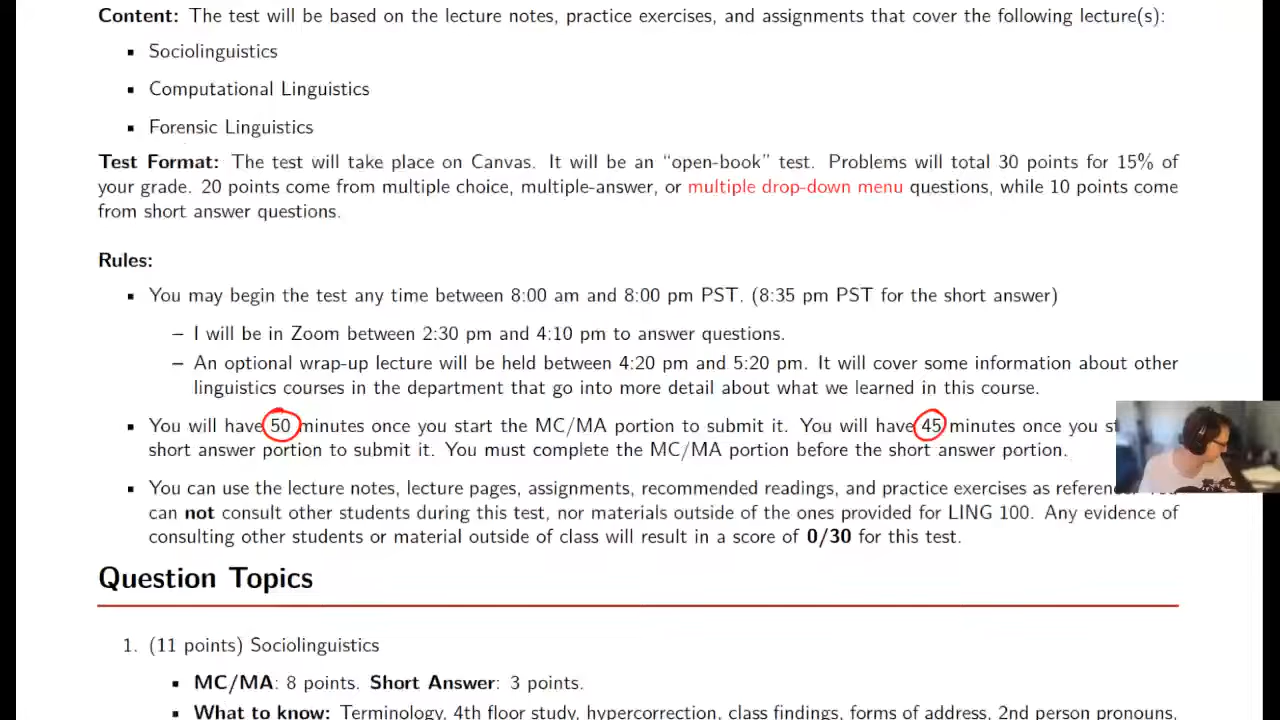 Content: The test will be based on the lecture notes, practice exercises, and assignments that cover the following lecture(s):
▪ Sociolinguistics
▪ Computational Linguistics
▪ Forensic Linguistics
Test Format: The test will take place on Canvas. It will be an “open-book” test. Problems will total 30 points for 15% of
your grade. 20 points come from multiple choice, multiple-answer, or multiple drop-down menu questions, while 10 points come
from short answer questions.
Rules:
▪ You may begin the test any time between 8:00 am and 8:00 pm PST. (8:35 pm PST for the short answer)
– I will be in Zoom between 2:30 pm and 4:10 pm to answer questions.
– An optional wrap-up lecture will be held between 4:20 pm and 5:20 pm. It will cover some information about other
linguistics courses in the department that go into more detail about what we learned in this course.
▪ You will have 50 minutes once you start the MC/MA portion to submit it. You will have 45 minutes once you
short answer portion to submit it. You must complete the MC/MA portion before the short answer portion.
▪ You can use the lecture notes, lecture pages, assignments, recommended readings, and practice exercises as
can not consult other students during this test, nor materials outside of the ones provided for LING 100. Any evidence of
consulting other students or material outside of class will result in a score of 0/30 for this test.
Question Topics
1. (11 points) Sociolinguistics
▪ MC/MA: 8 points. Short Answer: 3 points.
▪ What to know: Terminology, 4th floor study, hypercorrection, class findings, forms of address, 2nd person pronouns,